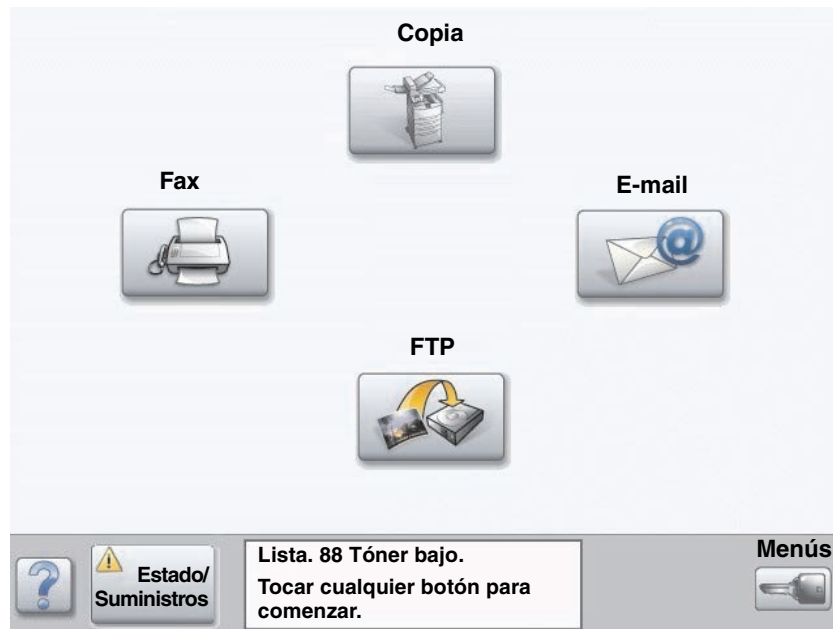 Copia
Fax
E-mail
FTP
Estado/
Suministros
Lista. 88 Tóner bajo.
Tocar cualquier botón para
comenzar.
Menús